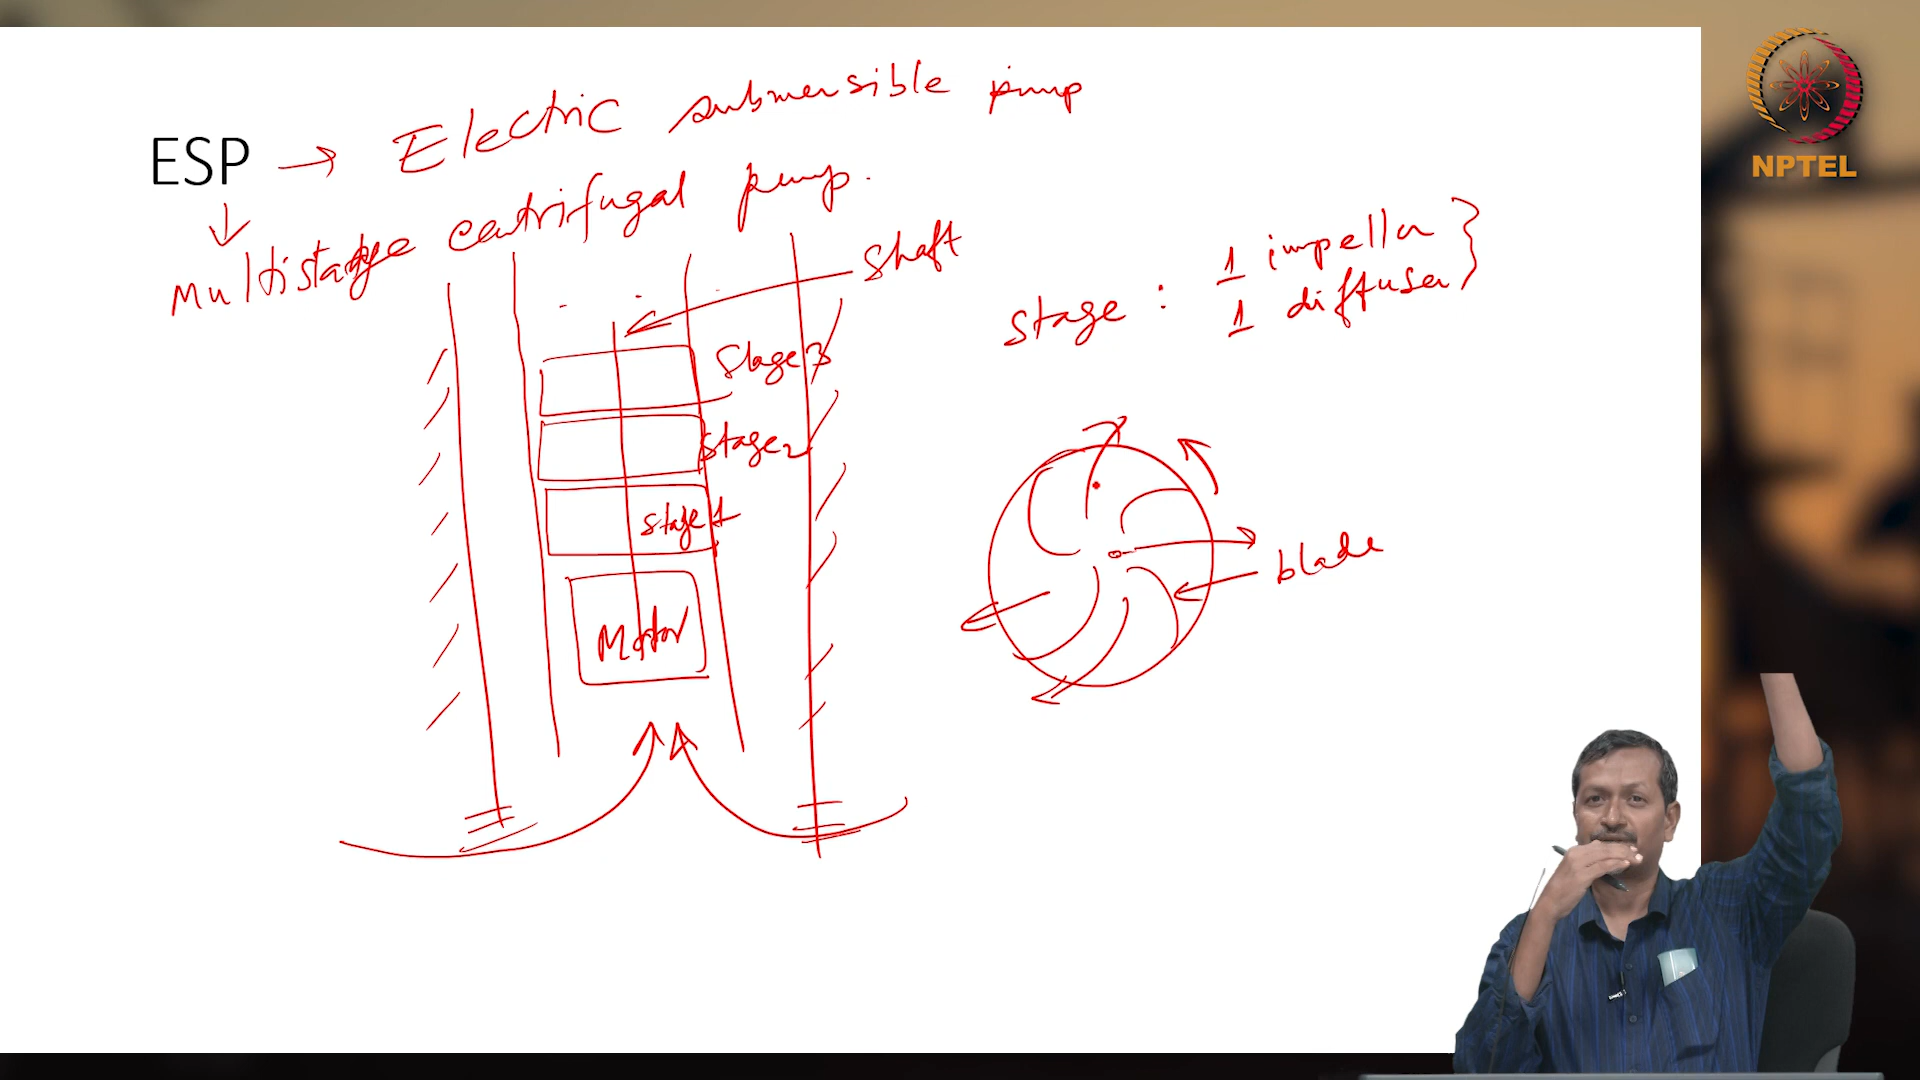 ESP → Electric submersible pump
Multistage centrifugal pump.
shaft
stage : 1 impeller
1 diffuser
Stage 3
Stage 2
Stage 1
Motor
blade
NPTEL